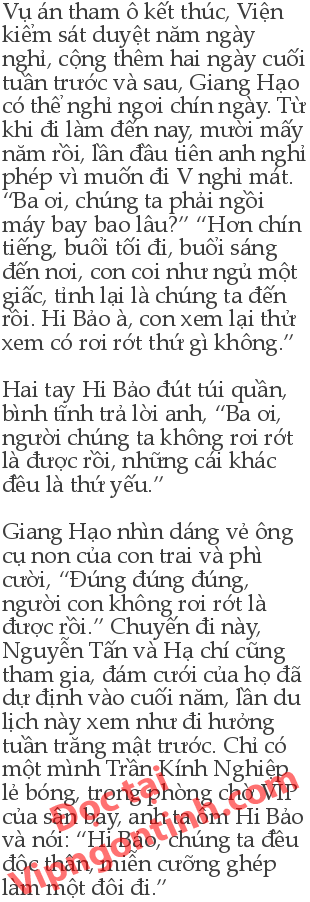 Vụ án tham ô kết thúc, Viện
kiểm sát duyệt năm ngày
nghỉ, cộng thêm hai ngày cuối
tuần trước và sau, Giang Hạo
có thể nghỉ ngơi chín ngày. Từ
khi đi làm đến nay, mười mấy
năm rồi, lần đầu tiên anh nghỉ
phép vì muốn đi V nghỉ mát.
“Ba ơi, chúng ta phải ngồi
máy bay bao lâu?” “Hơn chín
tiếng, buổi tối đi, buổi sáng
đến nơi, con coi như ngủ một
giấc, tỉnh lại là chúng ta đến
rồi. Hi Bảo à, con xem lại thử
xem có rơi rớt thứ gì không.”
Hai tay Hi Bảo đút túi quần,
bình tĩnh trả lời anh, “Ba ơi,
người chúng ta không rơi rớt
là được rồi, những cái khác
đều là thứ yếu.”
Giang Hạo nhìn dáng vẻ ông
cụ non của con trai và phì
cười, “Đúng đúng đúng,
người con không rơi rớt là
được rồi.” Chuyến đi này,
Nguyễn Tấn và Hạ chí cũng
tham gia, đám cưới của họ đã
dự định vào cuối năm, lần du
lịch này xem như đi hưởng
tuần trăng mật trước. Chỉ có
một mình Trần Kính Nghiệp
lẻ bóng, trong phòng chờ VIP
của sân bay, anh ta ôm Hi Bảo
và nói: “Hi Bảo, chúng ta đều
độc thân, miễn cưỡng ghép
làm một đôi đi.”
Đọc tại
Vipngontinh.com